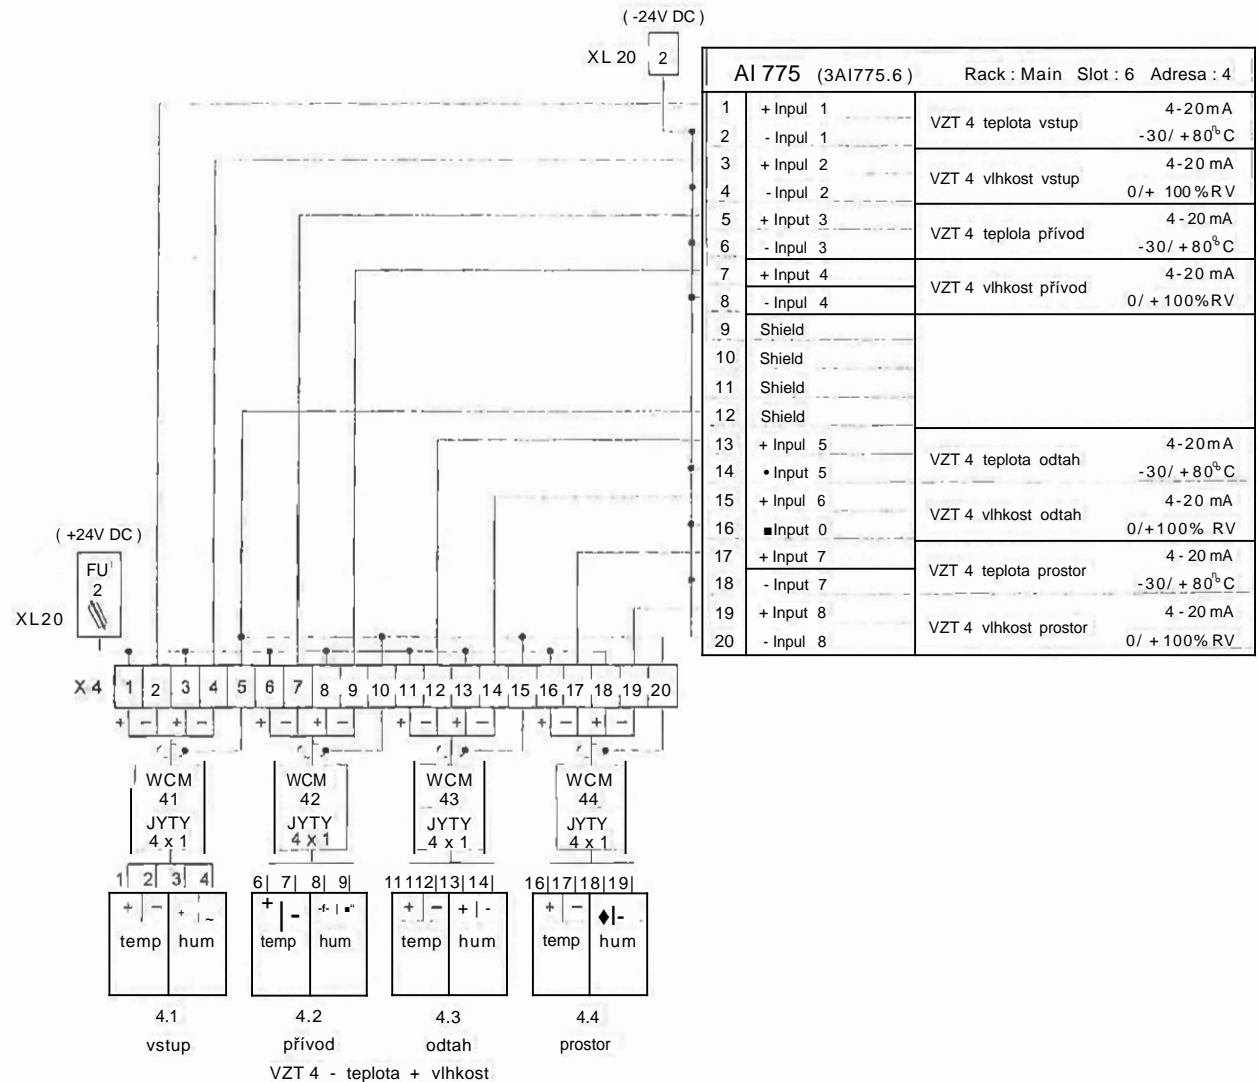 ( -24V DC )
XL 20 2
AI 775 (3AI775.6) Rack : Main Slot : 6 Adresa : 4
1 + Inpul 1 VZT 4 teplota vstup 4-20mA
2 - Inpul 1 -30/ +80°C
3 + Inpul 2 VZT 4 vlhkost vstup 4-20 mA
4 - Inpul 2 0/+ 100%RV
5 + Input 3 VZT 4 teplola přívod 4-20 mA
6 - Inpul 3 -30/ +80°C
7 + Input 4 VZT 4 vlhkost přívod 4-20 mA
8 - Inpul 4 0/ +100%RV
9 Shield
10 Shield
11 Shield
12 Shield
13 + Inpul 5 VZT 4 teplota odtah 4-20mA
14 • Input 5 -30/ +80°C
15 + Inpul 6 VZT 4 vlhkost odtah 4-20 mA
16 ■Input 0 0/+100% RV
17 + Input 7 VZT 4 teplota prostor 4-20 mA
18 - Input 7 -30/ +80°C
19 + Input 8 VZT 4 vlhkost prostor 4-20 mA
20 - Inpul 8 0/ +100%RV
( +24V DC )
FU
2
XL20
X4 1 2 3 4 5 6 7 8 9 10 11 12 13 14 15 16 17 18 19 20
+ - + - + - + - + - + - + - + -
WCM WCM WCM WCM
41 42 43 44
JYTY JYTY JYTY JYTY
4 x 1 4 x 1 4 x 1 4 x 1
1 2 3 4 6 7 8 9 11 12 13 14 16 17 18 19
+ - + ~ + - -f- ■" + - + - + - ♦ -
temp hum temp hum temp hum temp hum
4.1 4.2 4.3 4.4
vstup přívod odtah prostor
VZT 4 - teplota + vlhkost